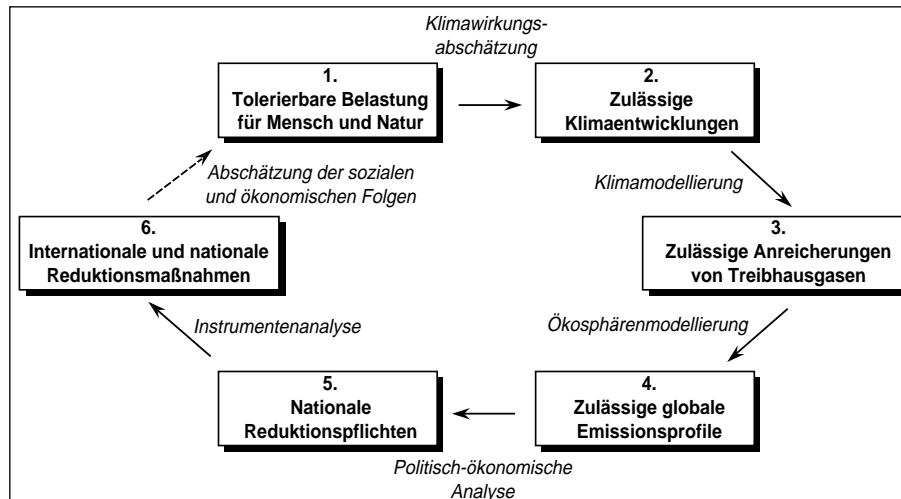 Klimawirkungs-
abschätzung
1.
Tolerierbare Belastung
für Mensch und Natur
2.
Zulässige
Klimaentwicklungen
Abschätzung der sozialen
und ökonomischen Folgen
Klimamodellierung
6.
Internationale und nationale
Reduktionsmaßnahmen
3.
Zulässige Anreicherungen
von Treibhausgasen
Instrumentenanalyse
Ökosphärenmodellierung
5.
Nationale
Reduktionspflichten
4.
Zulässige globale
Emissionsprofile
Politisch-ökonomische
Analyse